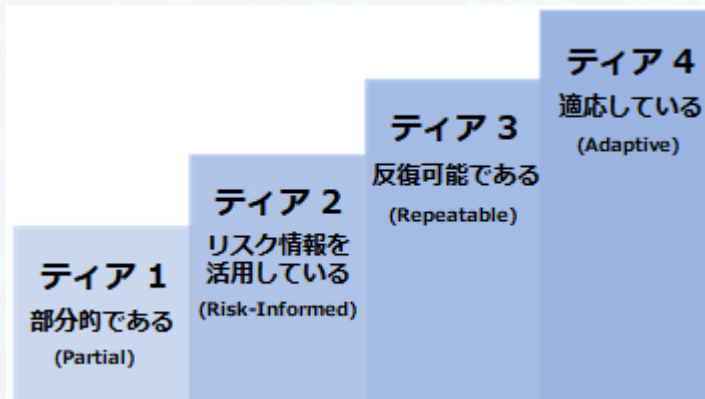 ティア 1
部分的である
(Partial)
ティア 2
リスク情報を
活用している
(Risk-Informed)
ティア 3
反復可能である
(Repeatable)
ティア 4
適応している
(Adaptive)